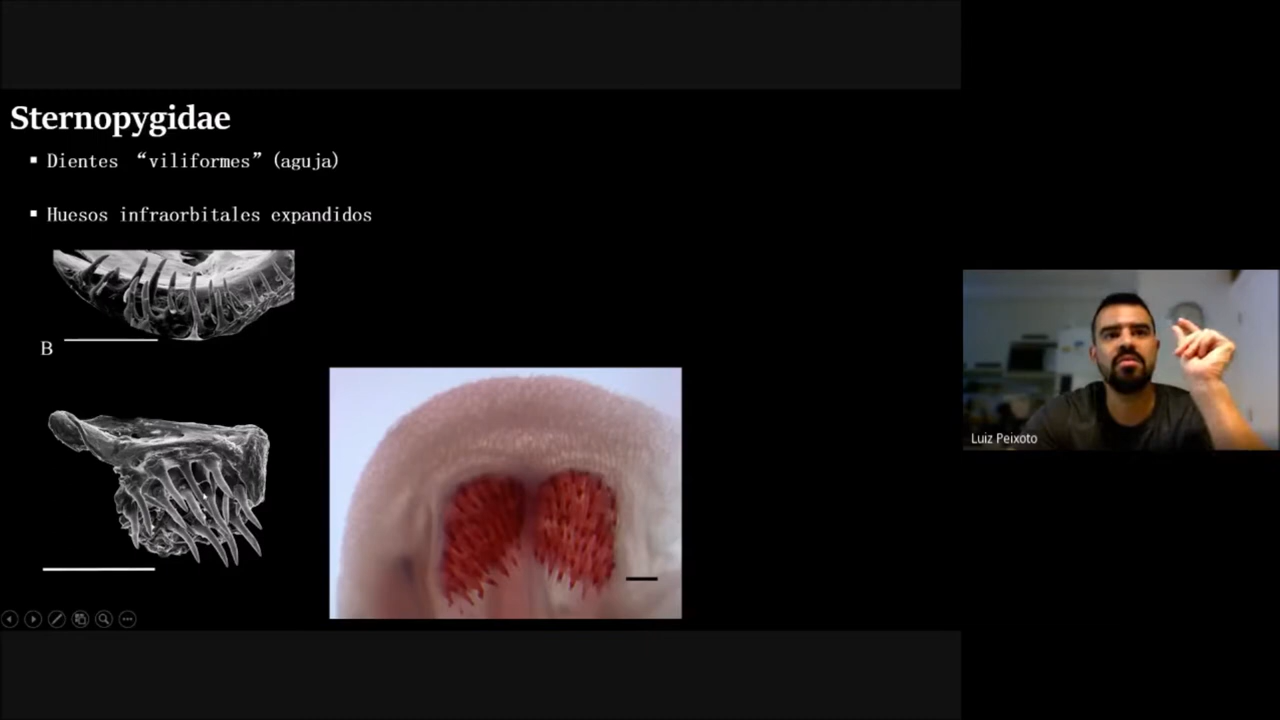 Sternopygidae
▪ Dientes “viliformes” (aguja)
▪ Huesos infraorbitales expandidos
B
Luiz Peixoto